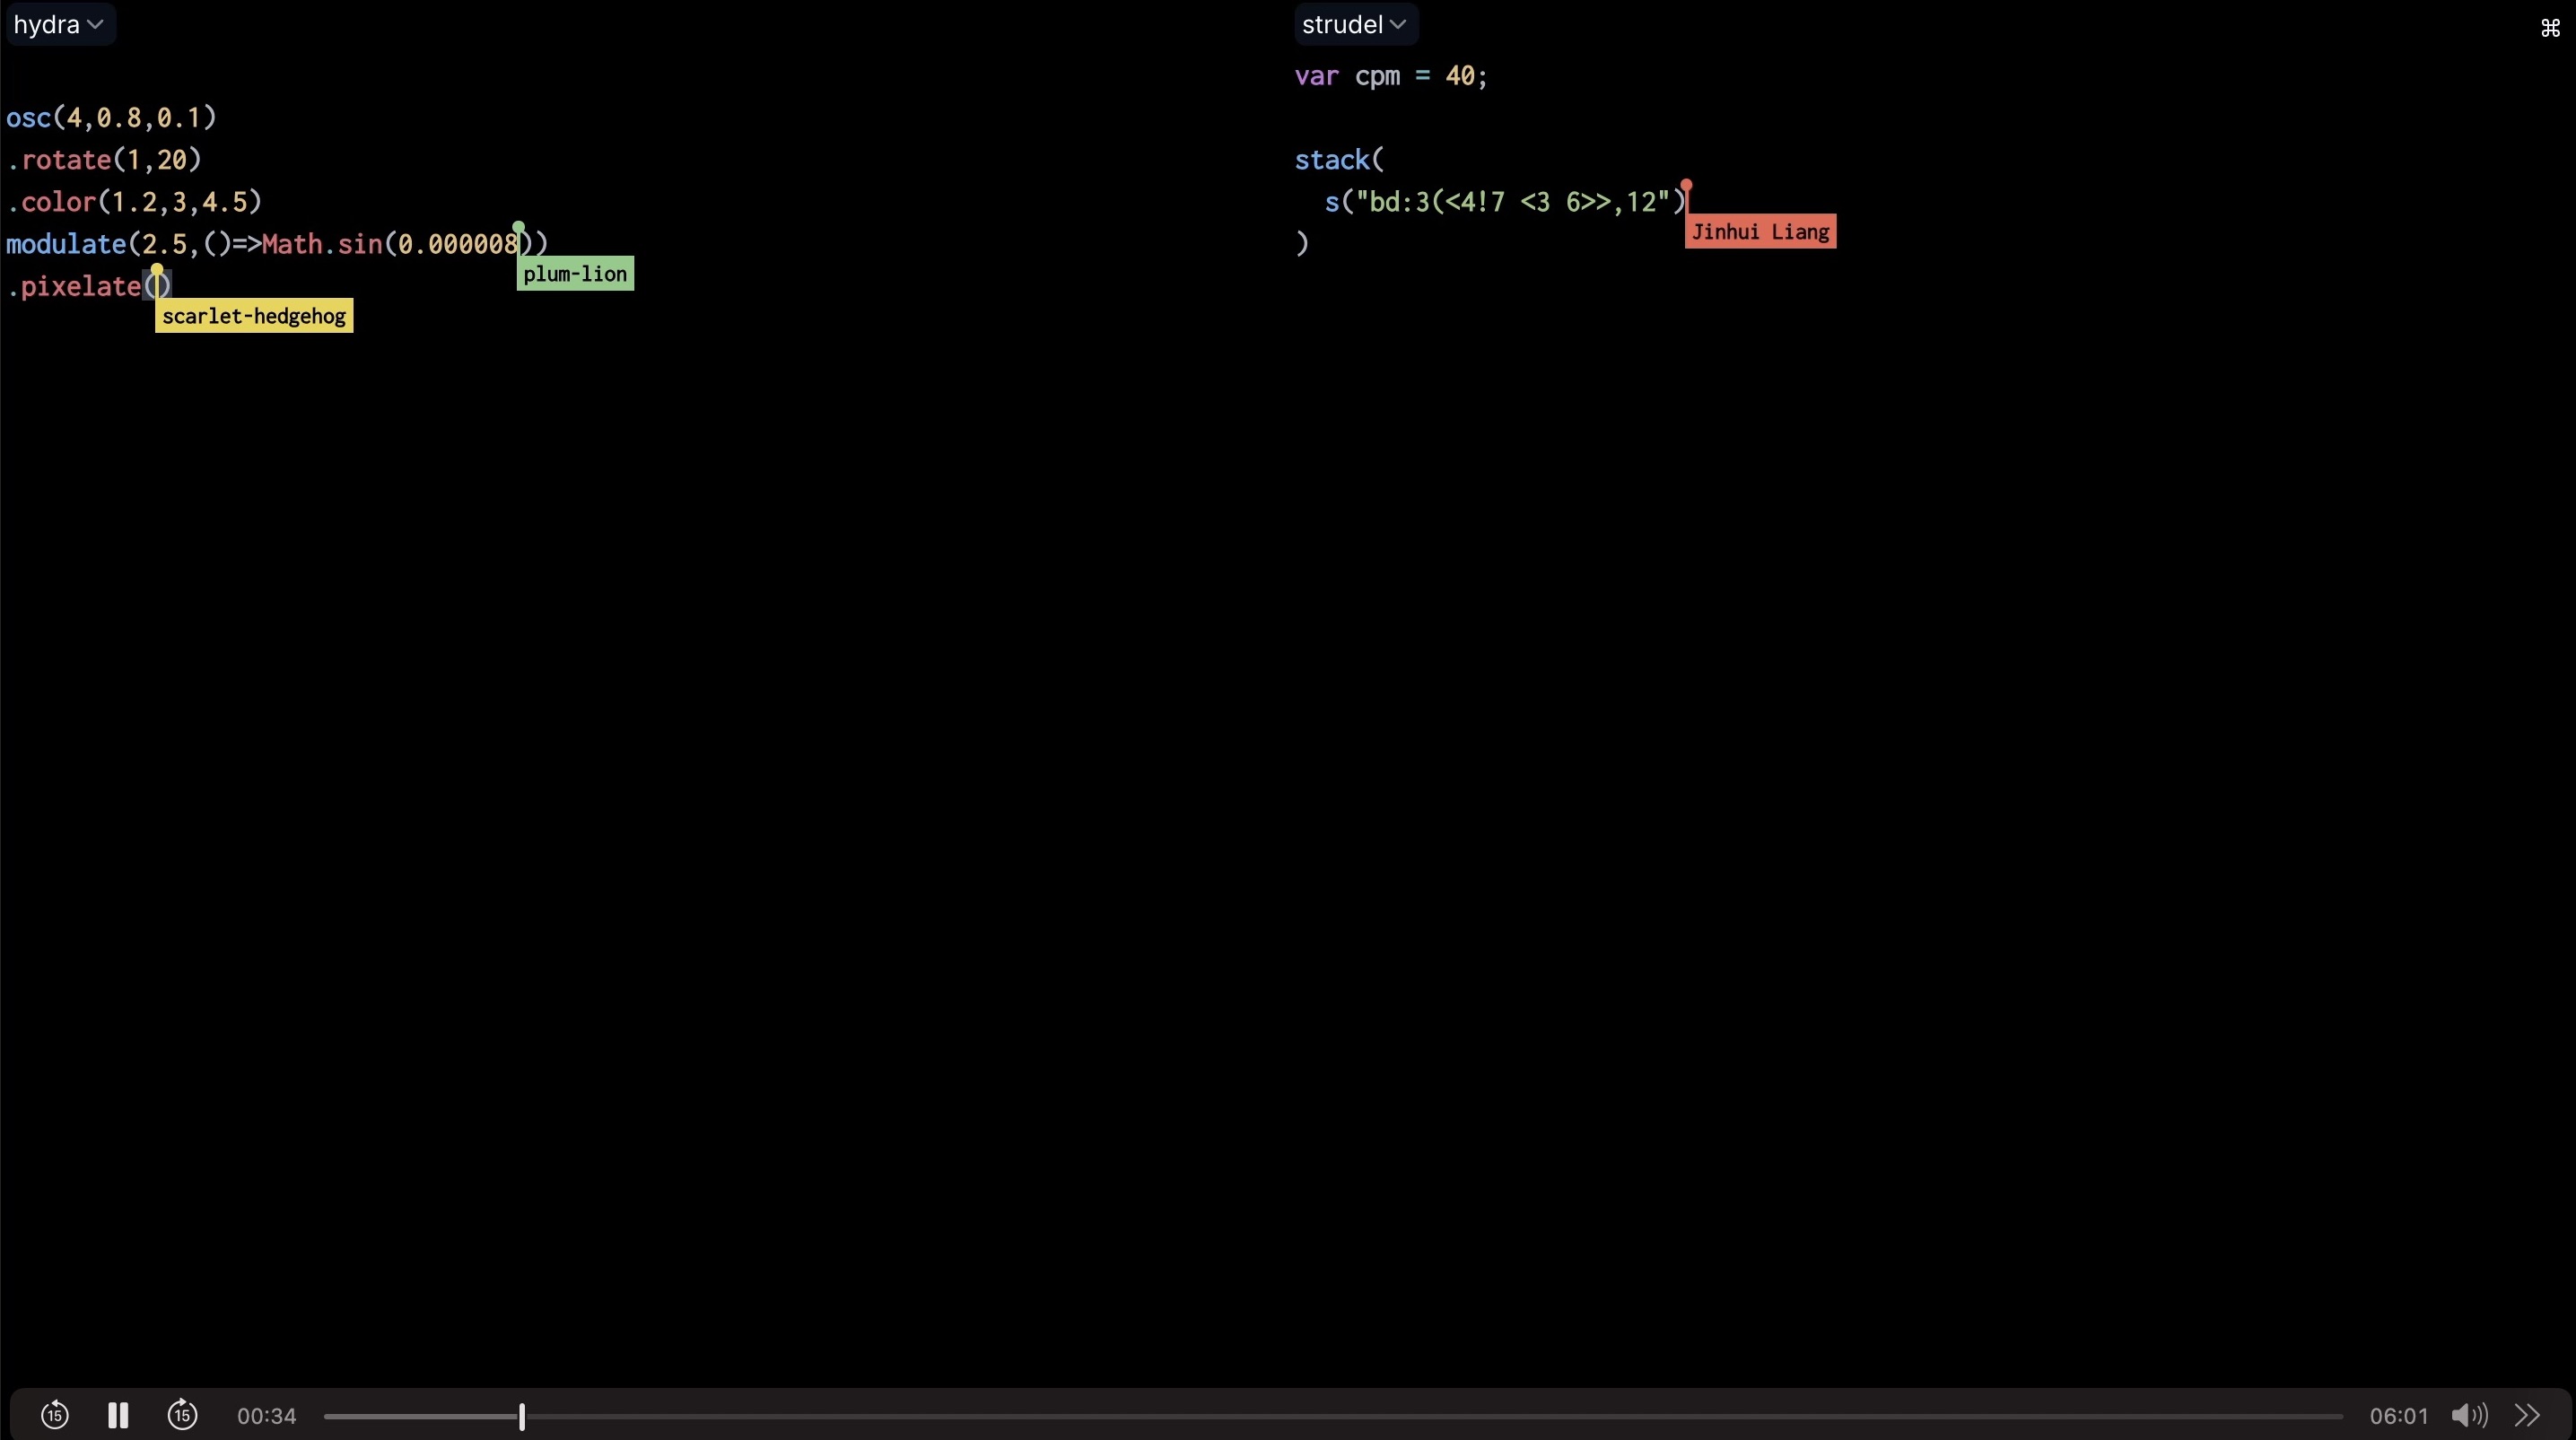 hydra
osc(4,0.8,0.1)
.rotate(1,20)
.color(1.2,3,4.5)
modulate(2.5,()=>Math.sin(0.000008))
plum-lion
.pixelate()
scarlet-hedgehog
strudel
⌘
var cpm = 40;
stack(
s("bd:3(<4!7 <3 6>>,12")
Jinhui Liang
)
15
15
00:34
06:01